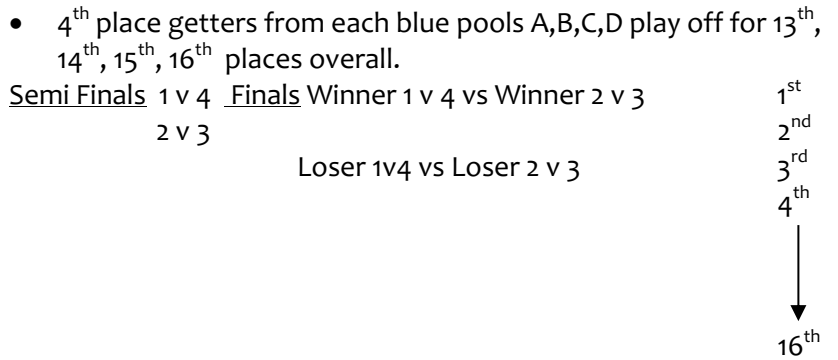 • 4th place getters from each blue pools A,B,C,D play off for 13th,
14th, 15th, 16th places overall.
Semi Finals 1 v 4 Finals Winner 1 v 4 vs Winner 2 v 3 1st
2 v 3 2nd
Loser 1v4 vs Loser 2 v 3 3rd
4th
16th